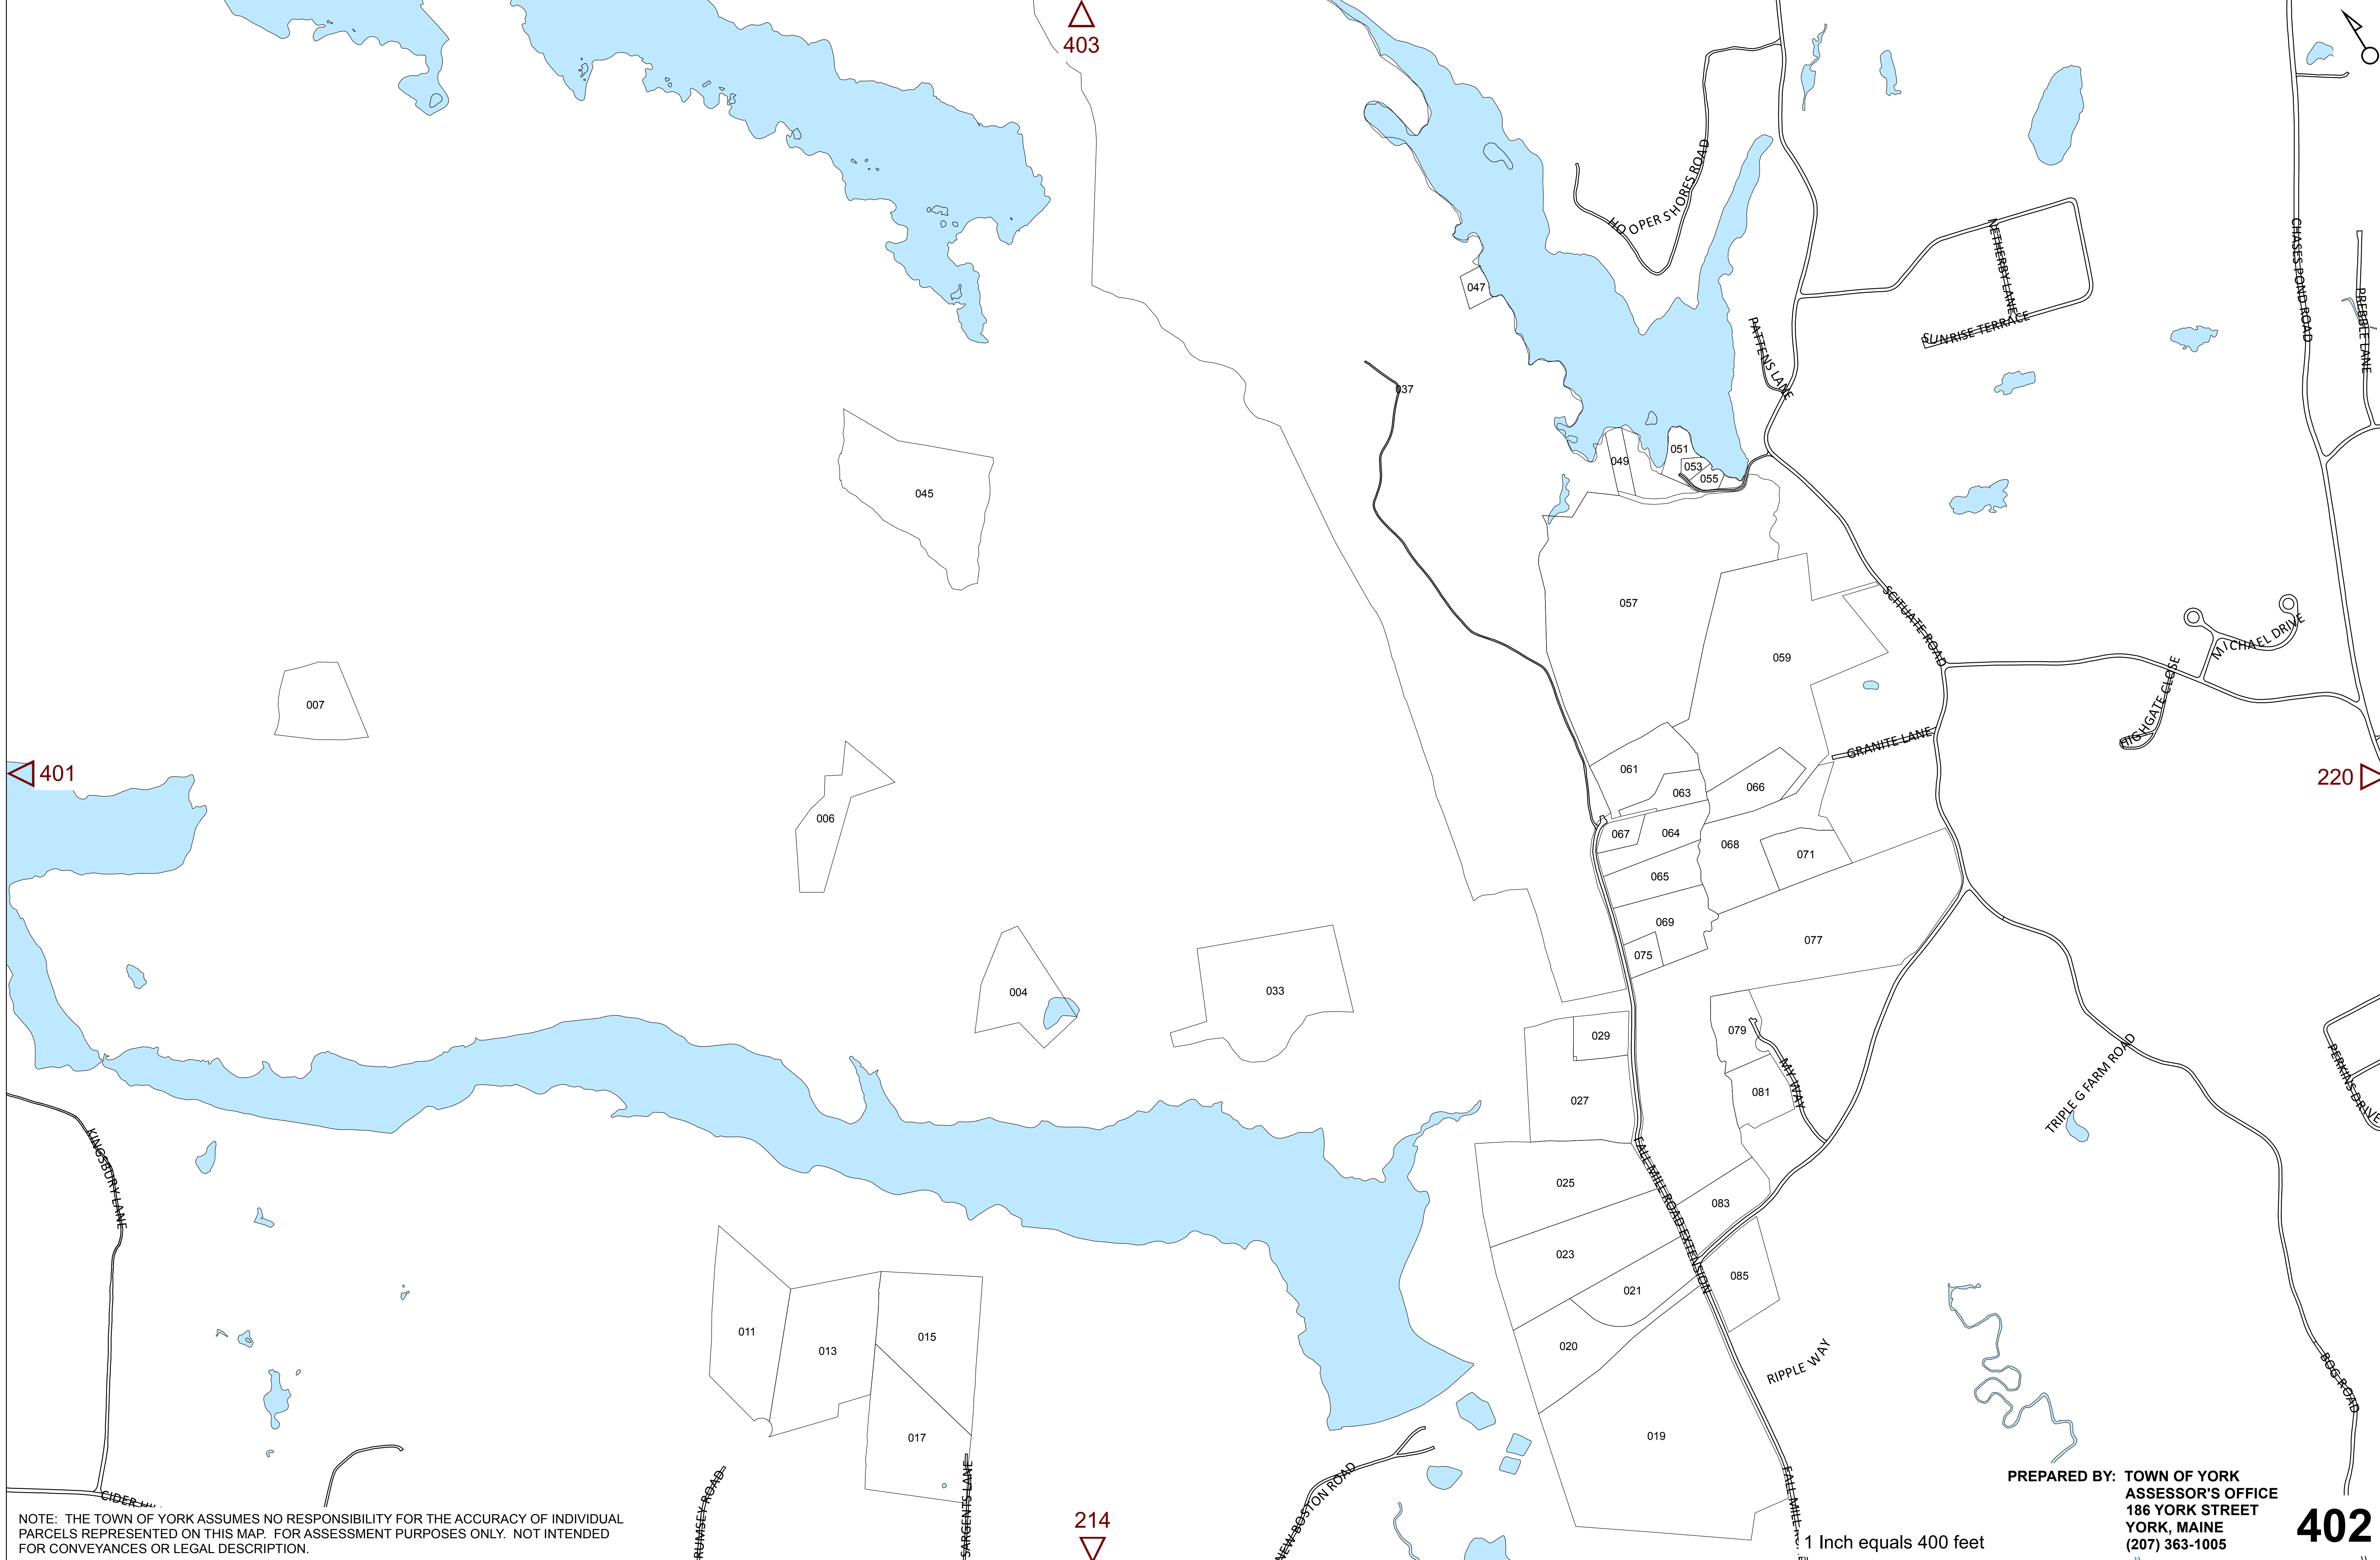 403
HOOPER SHORES ROAD
NETHERBY LANE
CHASES POND ROAD
047
PREBBLE LANE
SUNRISE TERRACE
PATTENS LANE
037
051
049
053
055
045
057
SCITUATE ROAD
MICHAEL DRIVE
059
HIGHGATE CLOSE
007
GRANITE LANE
401
061
220
066
063
006
067
064
068
071
065
069
077
075
004
033
079
029
MY WAY
TRIPLE G FARM ROAD
PERKINS DRIVE
081
027
KINGSBURY LANE
025
FALL MILL ROAD EXTENSION
083
023
085
021
011
015
013
020
RIPPLE WAY
BOG ROAD
019
017
RUMSEY ROAD
SARGENTS LANE
NEW BOSTON ROAD
FALL MILL
CIDER
NOTE: THE TOWN OF YORK ASSUMES NO RESPONSIBILITY FOR THE ACCURACY OF INDIVIDUAL
PARCELS REPRESENTED ON THIS MAP. FOR ASSESSMENT PURPOSES ONLY. NOT INTENDED
FOR CONVEYANCES OR LEGAL DESCRIPTION.
214
1 Inch equals 400 feet
PREPARED BY: TOWN OF YORK
ASSESSOR'S OFFICE
186 YORK STREET
YORK, MAINE
(207) 363-1005
402